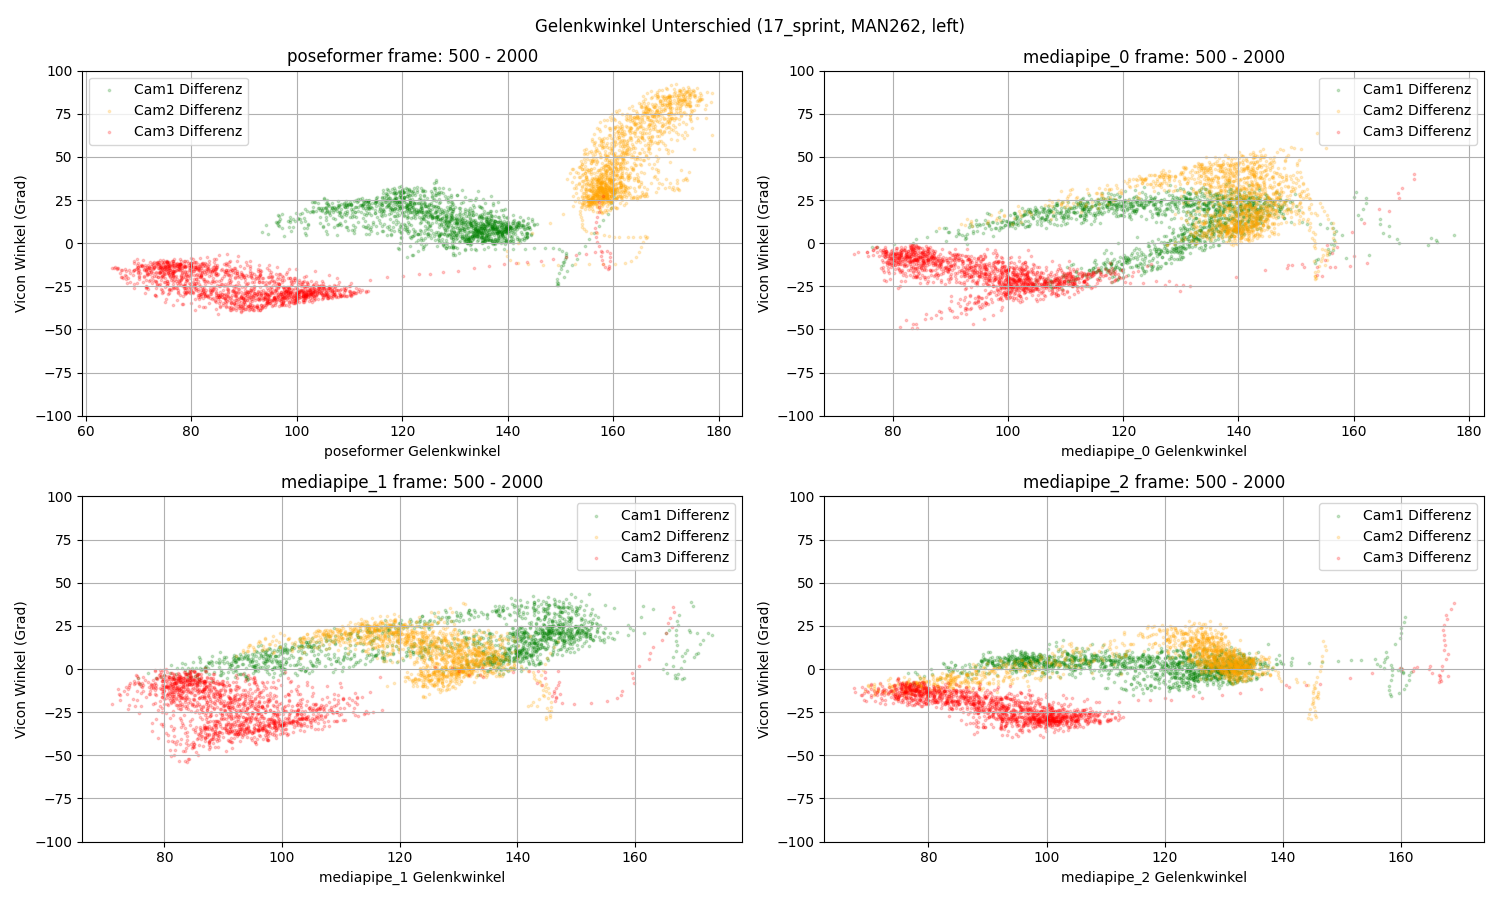 Gelenkwinkel Unterschied (17_sprint, MAN262, left)
poseformer frame: 500 - 2000
100
75
50
25
0
−25
−50
−75
−100
Vicon Winkel (Grad)
Cam1 Differenz
Cam2 Differenz
Cam3 Differenz
60 80 100 120 140 160 180
poseformer Gelenkwinkel
mediapipe_0 frame: 500 - 2000
100
75
50
25
0
−25
−50
−75
−100
Vicon Winkel (Grad)
Cam1 Differenz
Cam2 Differenz
Cam3 Differenz
80 100 120 140 160 180
mediapipe_0 Gelenkwinkel
mediapipe_1 frame: 500 - 2000
100
75
50
25
0
−25
−50
−75
−100
Vicon Winkel (Grad)
Cam1 Differenz
Cam2 Differenz
Cam3 Differenz
80 100 120 140 160
mediapipe_1 Gelenkwinkel
mediapipe_2 frame: 500 - 2000
100
75
50
25
0
−25
−50
−75
−100
Vicon Winkel (Grad)
Cam1 Differenz
Cam2 Differenz
Cam3 Differenz
80 100 120 140 160
mediapipe_2 Gelenkwinkel